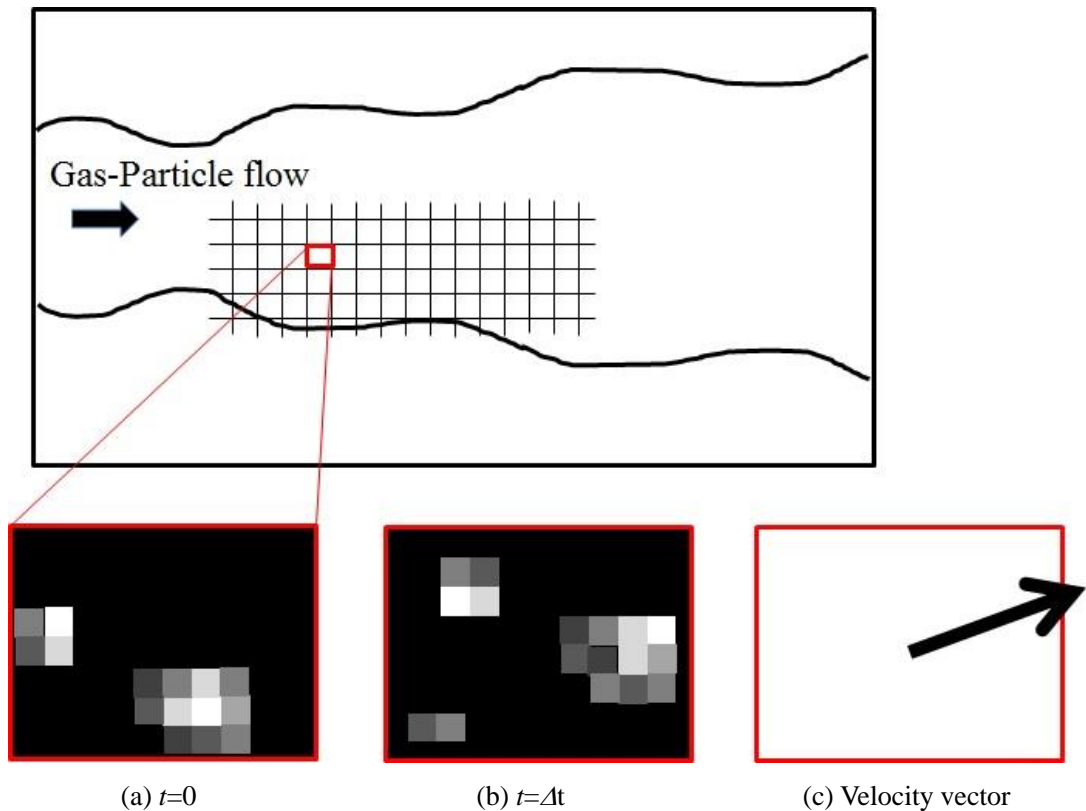 Gas-Particle flow
(a) t=0
(b) t=Δt
(c) Velocity vector